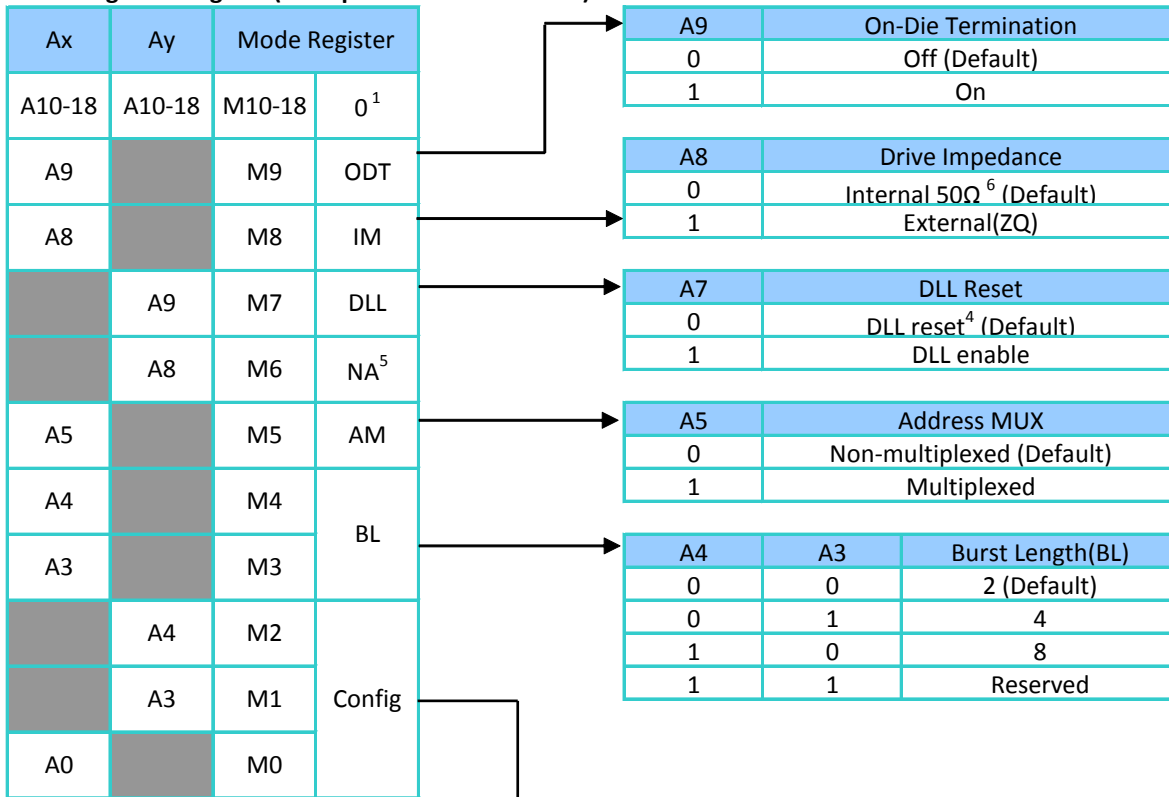 Ax Ay Mode Register
A10-18 A10-18 M10-18 0¹
A9 M9 ODT
A8 M8 IM
A9 M7 DLL
A8 M6 NA⁵
A5 M5 AM
A4 M4 BL
A3 M3
A4 M2 Config
A3 M1
A0 M0
A9 On-Die Termination
0 Off (Default)
1 On
A8 Drive Impedance
0 Internal 50Ω ⁶ (Default)
1 External(ZQ)
A7 DLL Reset
0 DLL reset⁴ (Default)
1 DLL enable
A5 Address MUX
0 Non-multiplexed (Default)
1 Multiplexed
A4 A3 Burst Length(BL)
0 0 2 (Default)
0 1 4
1 0 8
1 1 Reserved